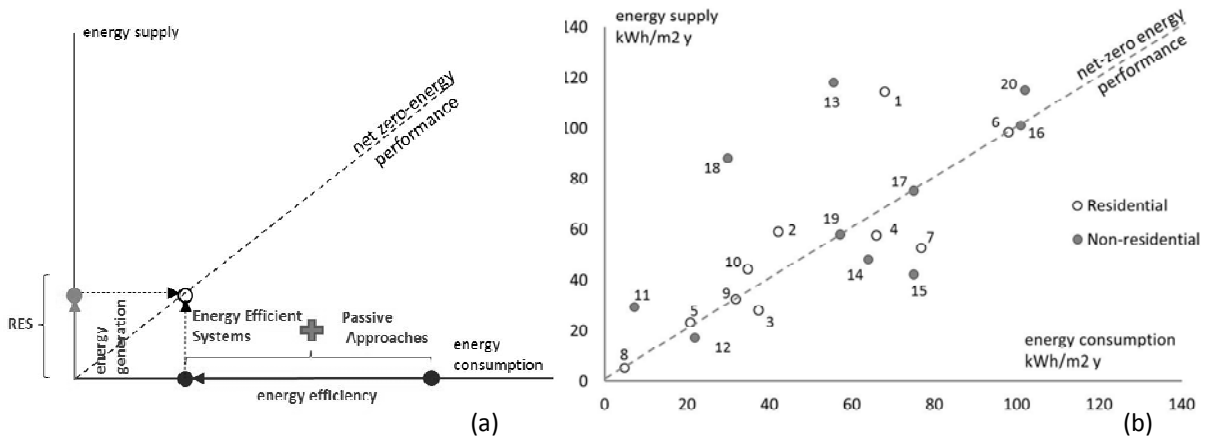 energy supply
net zero-energy
performance
RES
energy
generation
Energy Efficient
Systems
Passive
Approaches
energy
consumption
energy efficiency
(a)
energy supply
kWh/m2 y
net-zero energy
performance
140
120
100
80
60
40
20
0
13
1
20
6
16
18
17
2
19
4
7
10
14
15
11
9
5
3
12
8
Residential
Non-residential
energy consumption
kWh/m2 y
0
20
40
60
80
100
120
140
(b)